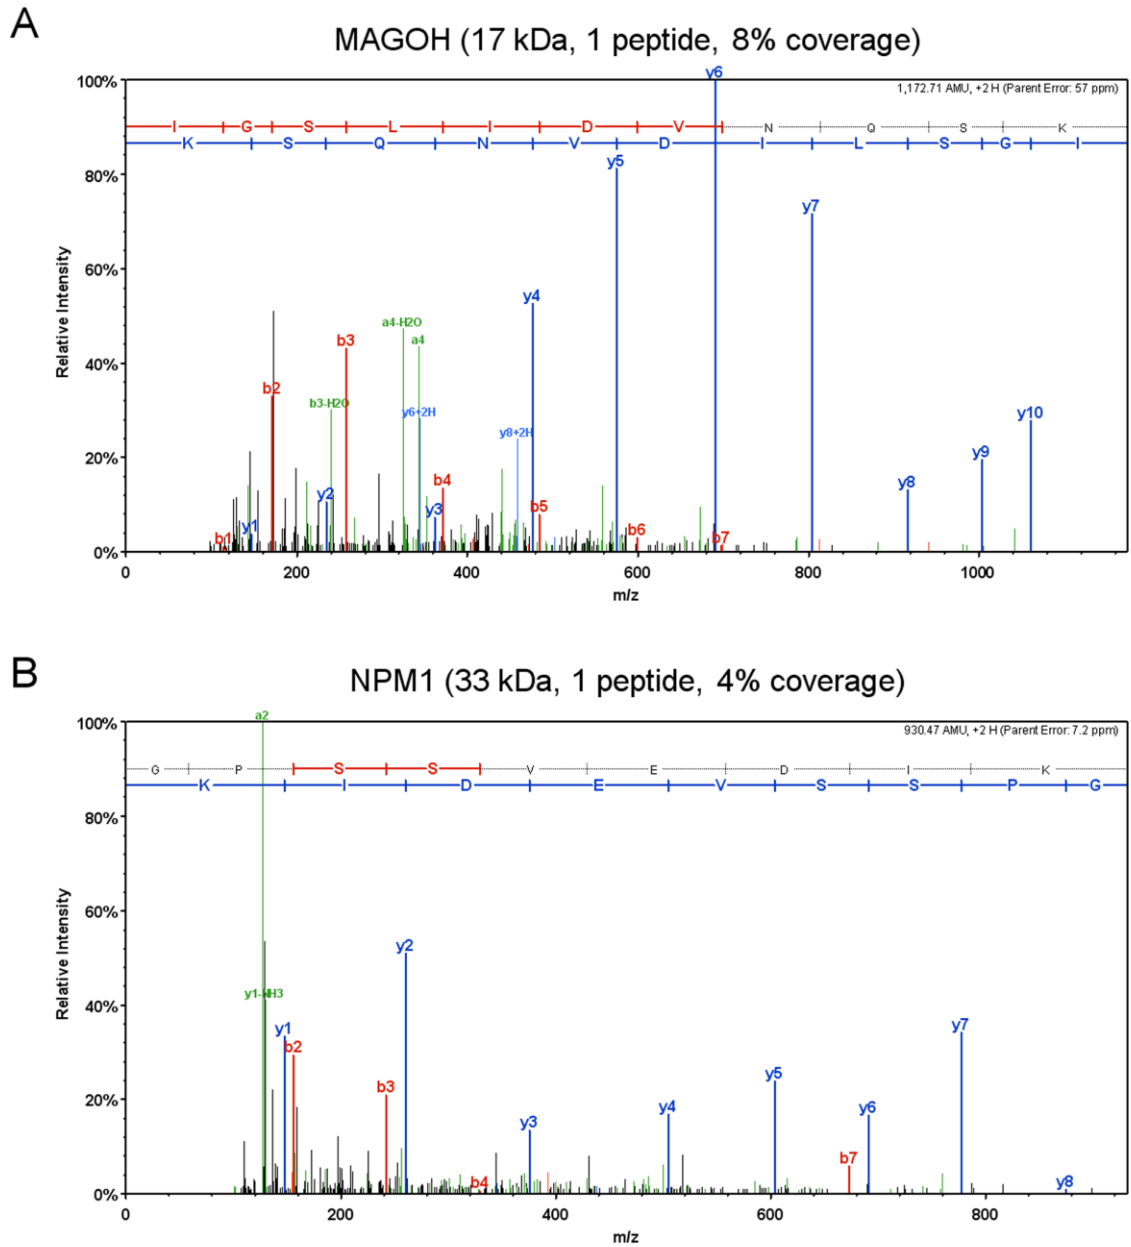 A
MAGOH (17 kDa, 1 peptide, 8% coverage)
y6
100%
1,172.71 AMU, +2 H (Parent Error: 57 ppm)
I G S L I D V N Q S K
K S Q N V D I L S G I
y5
80%
y7
60%
y4
a4-H2O
b3
a4
40%
b2
b3-H2O
y6+2H
y10
y8+2H
20%
y9
b4
y8
y2
b5
y3
y1
b6
b1
b7
0%
0 200 400 600 800 1000
m/z
Relative Intensity
B
NPM1 (33 kDa, 1 peptide, 4% coverage)
a2
100%
930.47 AMU, +2 H (Parent Error: 7.2 ppm)
G P S S V E D I K
K I D E V S S P G
80%
60%
y2
y1-NH3
40%
y1
y7
b2
b3
y5
20%
y4
y6
y3
b7
b4
y8
0%
0 200 400 600 800
m/z
Relative Intensity